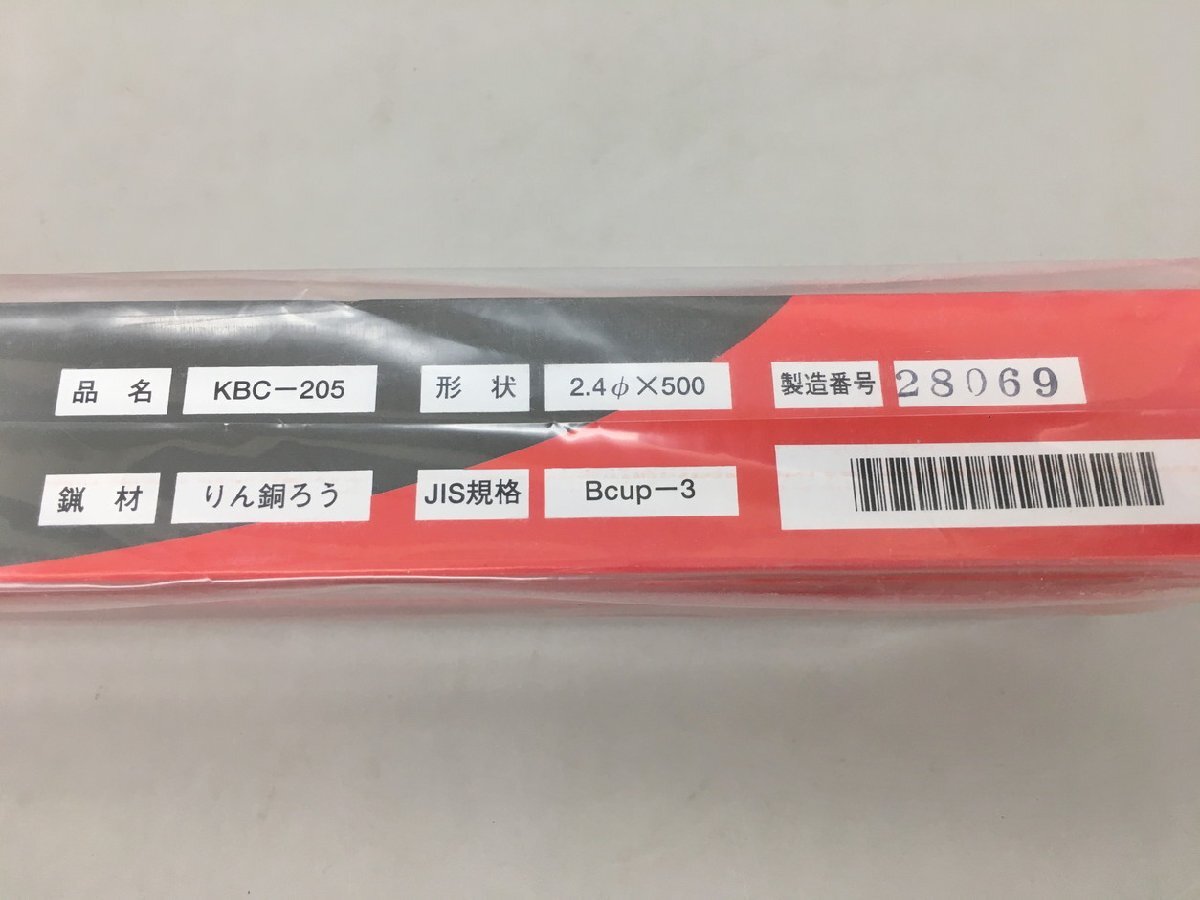 品 名 KBC-205 形 状 2.4φ×500 製造番号 28069
鑞 材 りん銅ろう JIS規格 Bcup-3